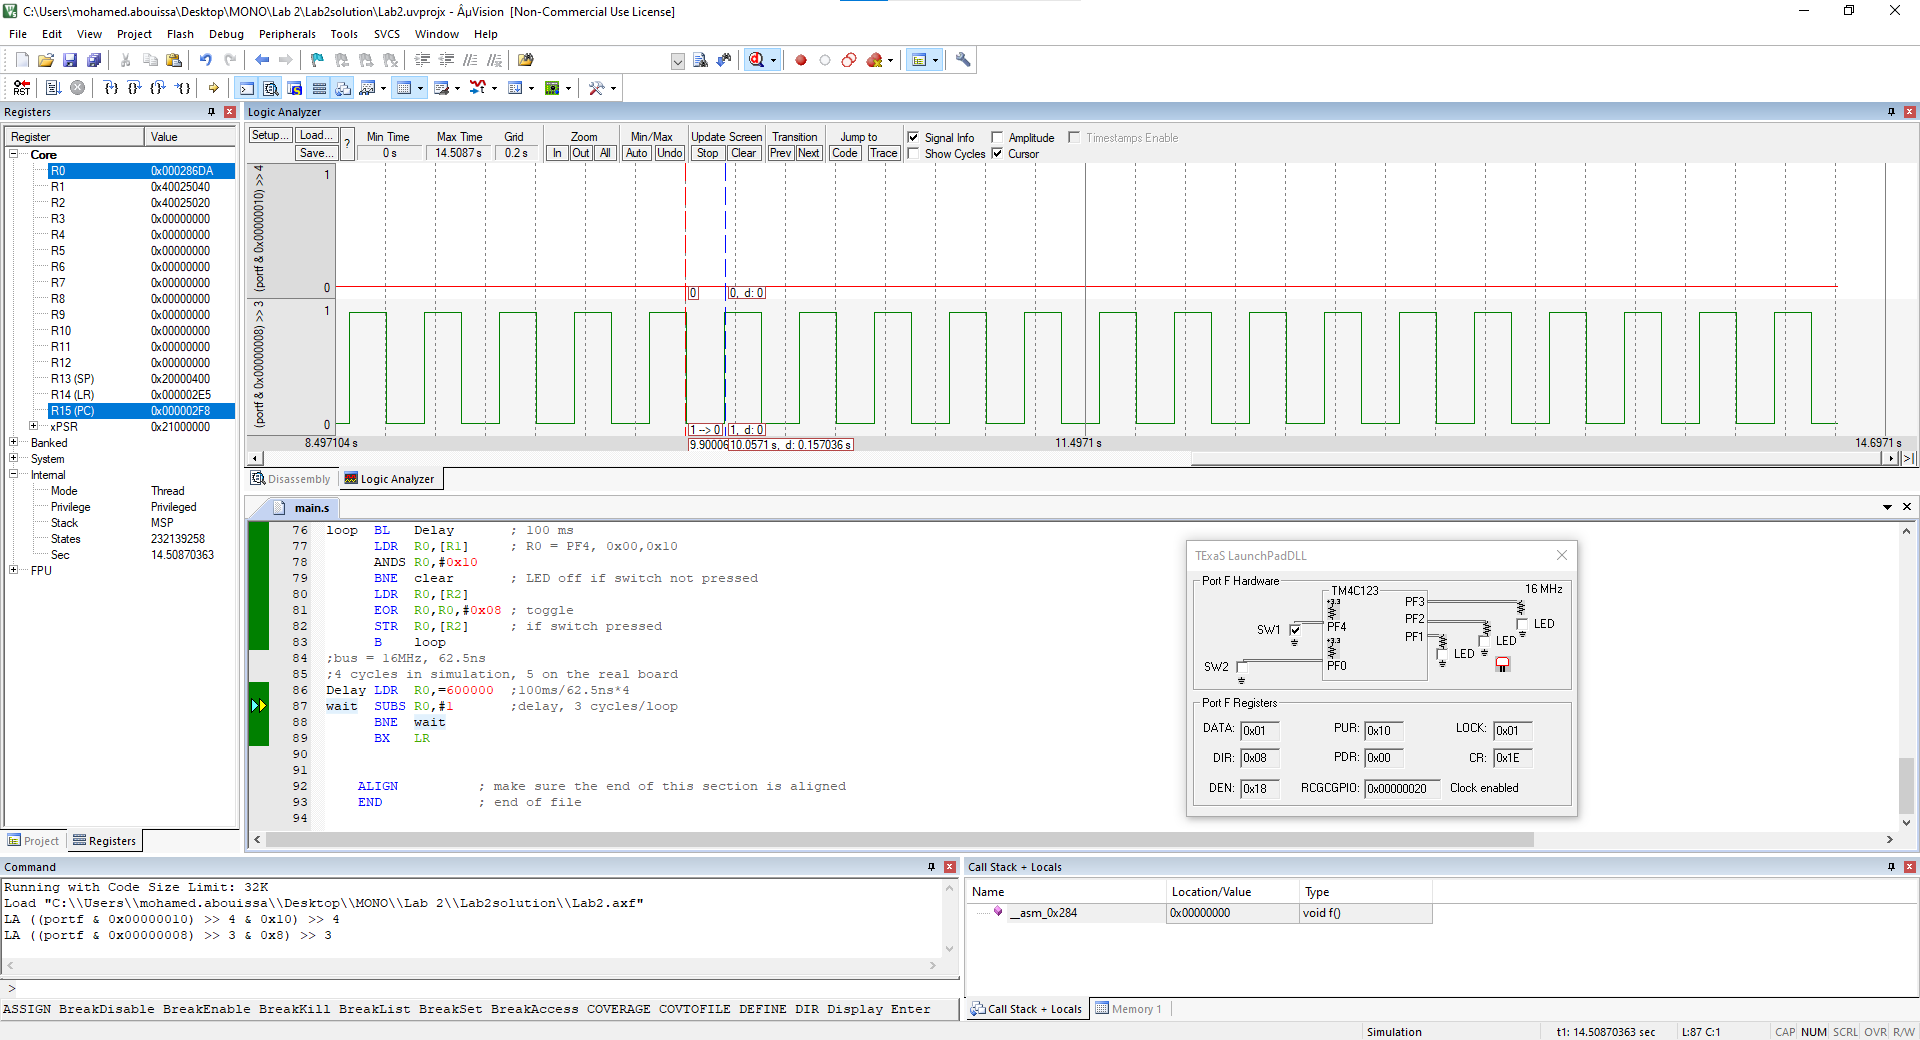 C:\Users\mohamed.abouissa\Desktop\MONO\Lab 2\Lab2solution\Lab2.uvprojx - ÂµVision [Non-Commercial Use License]
File Edit View Project Flash Debug Peripherals Tools SVCS Window Help
Registers
Register Value
Core
R0 0x000286DA
R1 0x40025040
R2 0x40025020
R3 0x00000000
R4 0x00000000
R5 0x00000000
R6 0x00000000
R7 0x00000000
R8 0x00000000
R9 0x00000000
R10 0x00000000
R11 0x00000000
R12 0x00000000
R13 (SP) 0x20000400
R14 (LR) 0x000002E5
R15 (PC) 0x000002F8
xPSR 0x21000000
Banked
System
Internal
Mode Thread
Privilege Privileged
Stack MSP
States 232139258
Sec 14.50870363
FPU
Project Registers
Logic Analyzer
Setup... Load... Save... ?
Min Time Max Time Grid Zoom Min/Max Update Screen Transition Jump to
0 s 14.5087 s 0.2 s In Out All Auto Undo Stop Clear Prev Next Code Trace
Signal Info Amplitude Timestamps Enable
Show Cycles Cursor
(portf & 0x00000010) >> 4
1
0
0 0, d: 0
(portf & 0x00000008) >> 3
1
0
1 --> 0 1, d: 0
8.497104 s 9.90006 10.0571 s, d: 0.157036 s 11.4971 s 14.6971 s
Disassembly Logic Analyzer
main.s
76 loop BL Delay ; 100 ms
77 LDR R0,[R1] ; R0 = PF4, 0x00,0x10
78 ANDS R0,#0x10
79 BNE clear ; LED off if switch not pressed
80 LDR R0,[R2]
81 EOR R0,R0,#0x08 ; toggle
82 STR R0,[R2] ; if switch pressed
83 B loop
84 ;bus = 16MHz, 62.5ns
85 ;4 cycles in simulation, 5 on the real board
86 Delay LDR R0,=600000 ;100ms/62.5ns*4
87 wait SUBS R0,#1 ;delay, 3 cycles/loop
88 BNE wait
89 BX LR
90
91
92 ALIGN ; make sure the end of this section is aligned
93 END ; end of file
94
TExaS LaunchPadDLL
Port F Hardware
TM4C123 16 MHz
+3.3
PF3
PF2
PF1
SW1 PF4
+3.3
SW2 PF0
LED
LED
LED
Port F Registers
DATA: 0x01 PUR: 0x10 LOCK: 0x01
DIR: 0x08 PDR: 0x00 CR: 0x1E
DEN: 0x18 RCGCGPIO: 0x00000020 Clock enabled
Command
Running with Code Size Limit: 32K
Load "C:\\Users\\mohamed.abouissa\\Desktop\\MONO\\Lab 2\\Lab2solution\\Lab2.axf"
LA ((portf & 0x00000010) >> 4 & 0x10) >> 4
LA ((portf & 0x00000008) >> 3 & 0x8) >> 3
>
ASSIGN BreakDisable BreakEnable BreakKill BreakList BreakSet BreakAccess COVERAGE COVTOFILE DEFINE DIR Display Enter
Call Stack + Locals
Name Location/Value Type
__asm_0x284 0x00000000 void f()
Call Stack + Locals Memory 1
Simulation t1: 14.50870363 sec L:87 C:1 CAP NUM SCRL OVR R/W